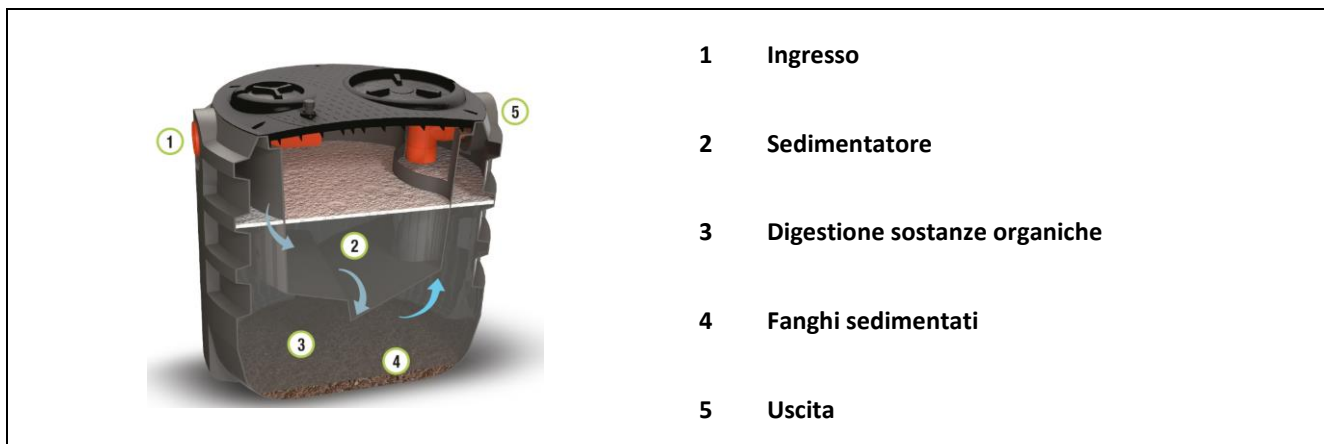 1 Ingresso
2 Sedimentatore
3 Digestione sostanze organiche
4 Fanghi sedimentati
5 Uscita
1
5
2
3
4